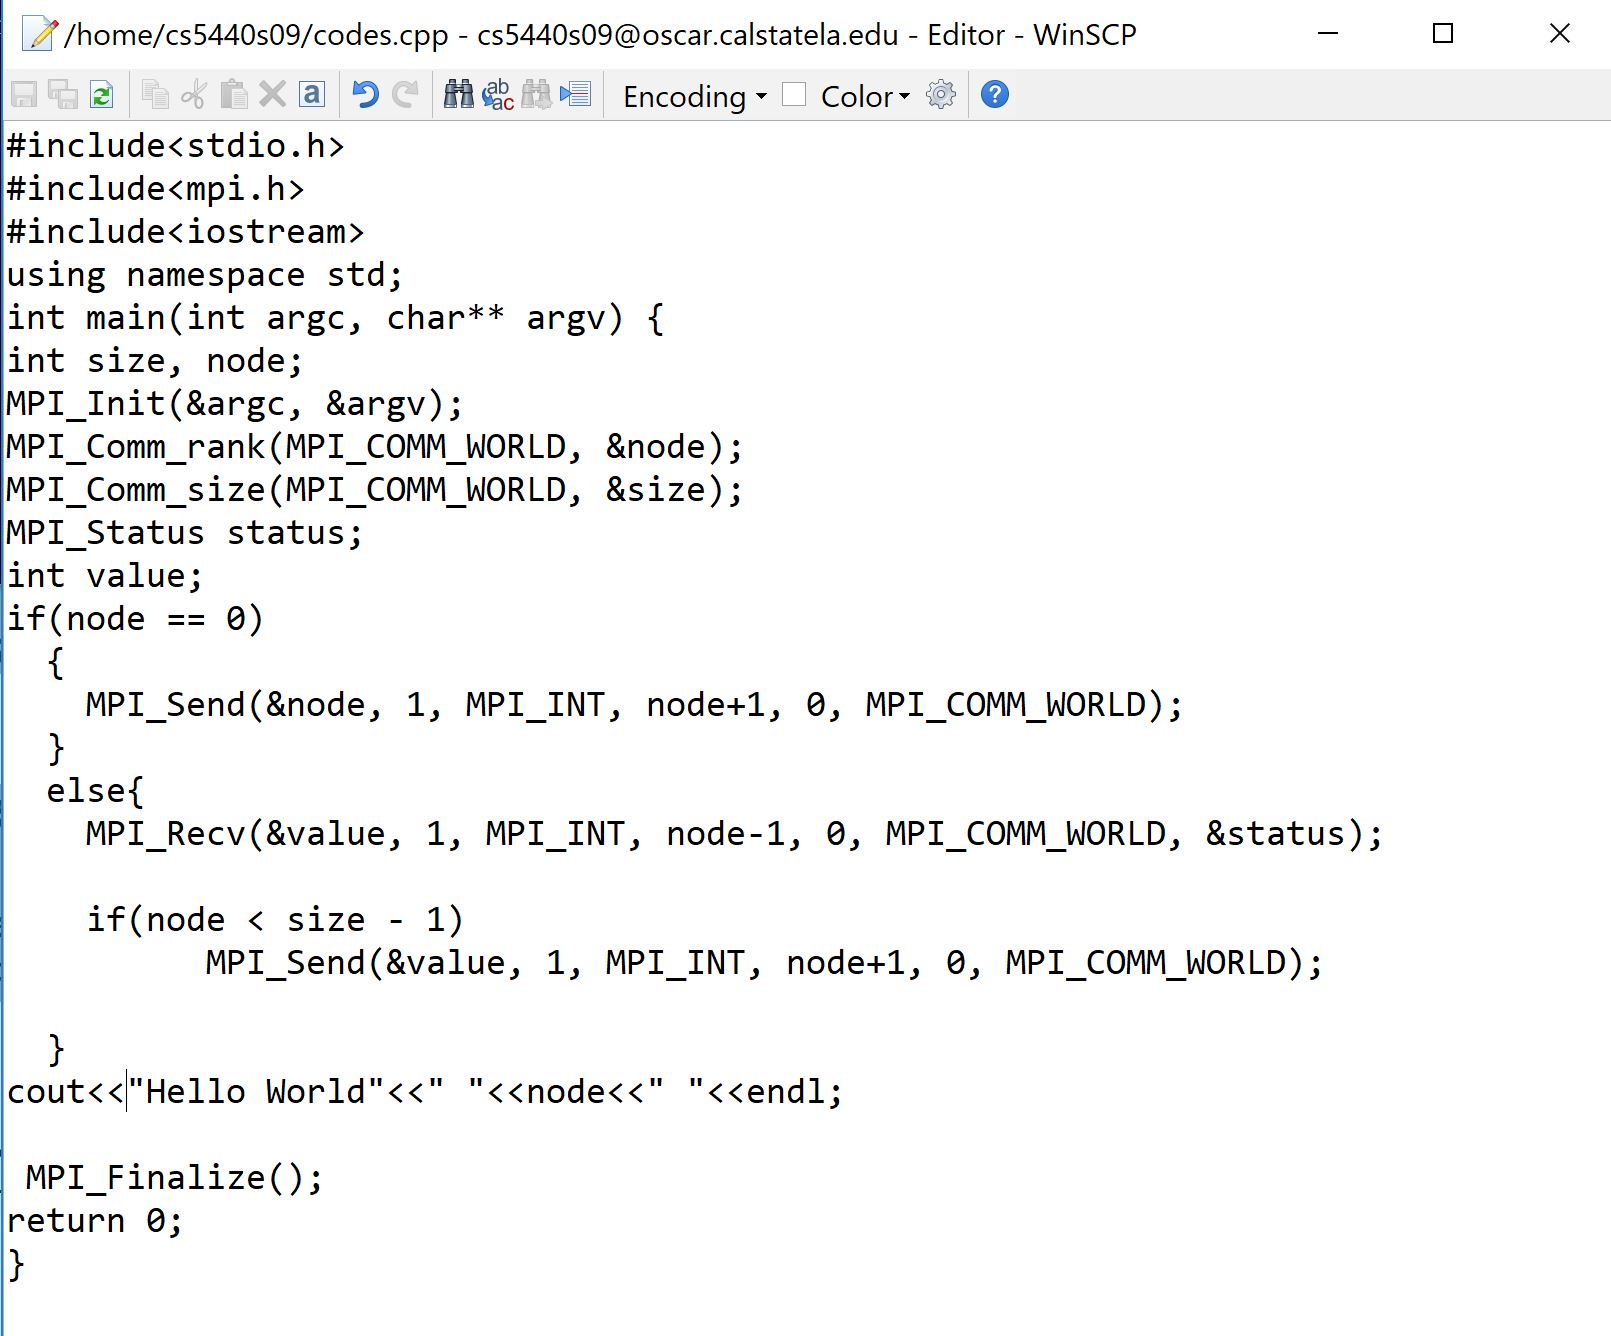 /home/cs5440s09/codes.cpp - cs5440s09@oscar.calstatela.edu - Editor - WinSCP
a ab ac Encoding Color ?
#include<stdio.h>
#include<mpi.h>
#include<iostream>
using namespace std;
int main(int argc, char** argv) {
int size, node;
MPI_Init(&argc, &argv);
MPI_Comm_rank(MPI_COMM_WORLD, &node);
MPI_Comm_size(MPI_COMM_WORLD, &size);
MPI_Status status;
int value;
if(node == 0)
  {
    MPI_Send(&node, 1, MPI_INT, node+1, 0, MPI_COMM_WORLD);
  }
  else{
    MPI_Recv(&value, 1, MPI_INT, node-1, 0, MPI_COMM_WORLD, &status);
    if(node < size - 1)
          MPI_Send(&value, 1, MPI_INT, node+1, 0, MPI_COMM_WORLD);
  }
cout<<"Hello World"<<" "<<node<<" "<<endl;
 MPI_Finalize();
return 0;
}